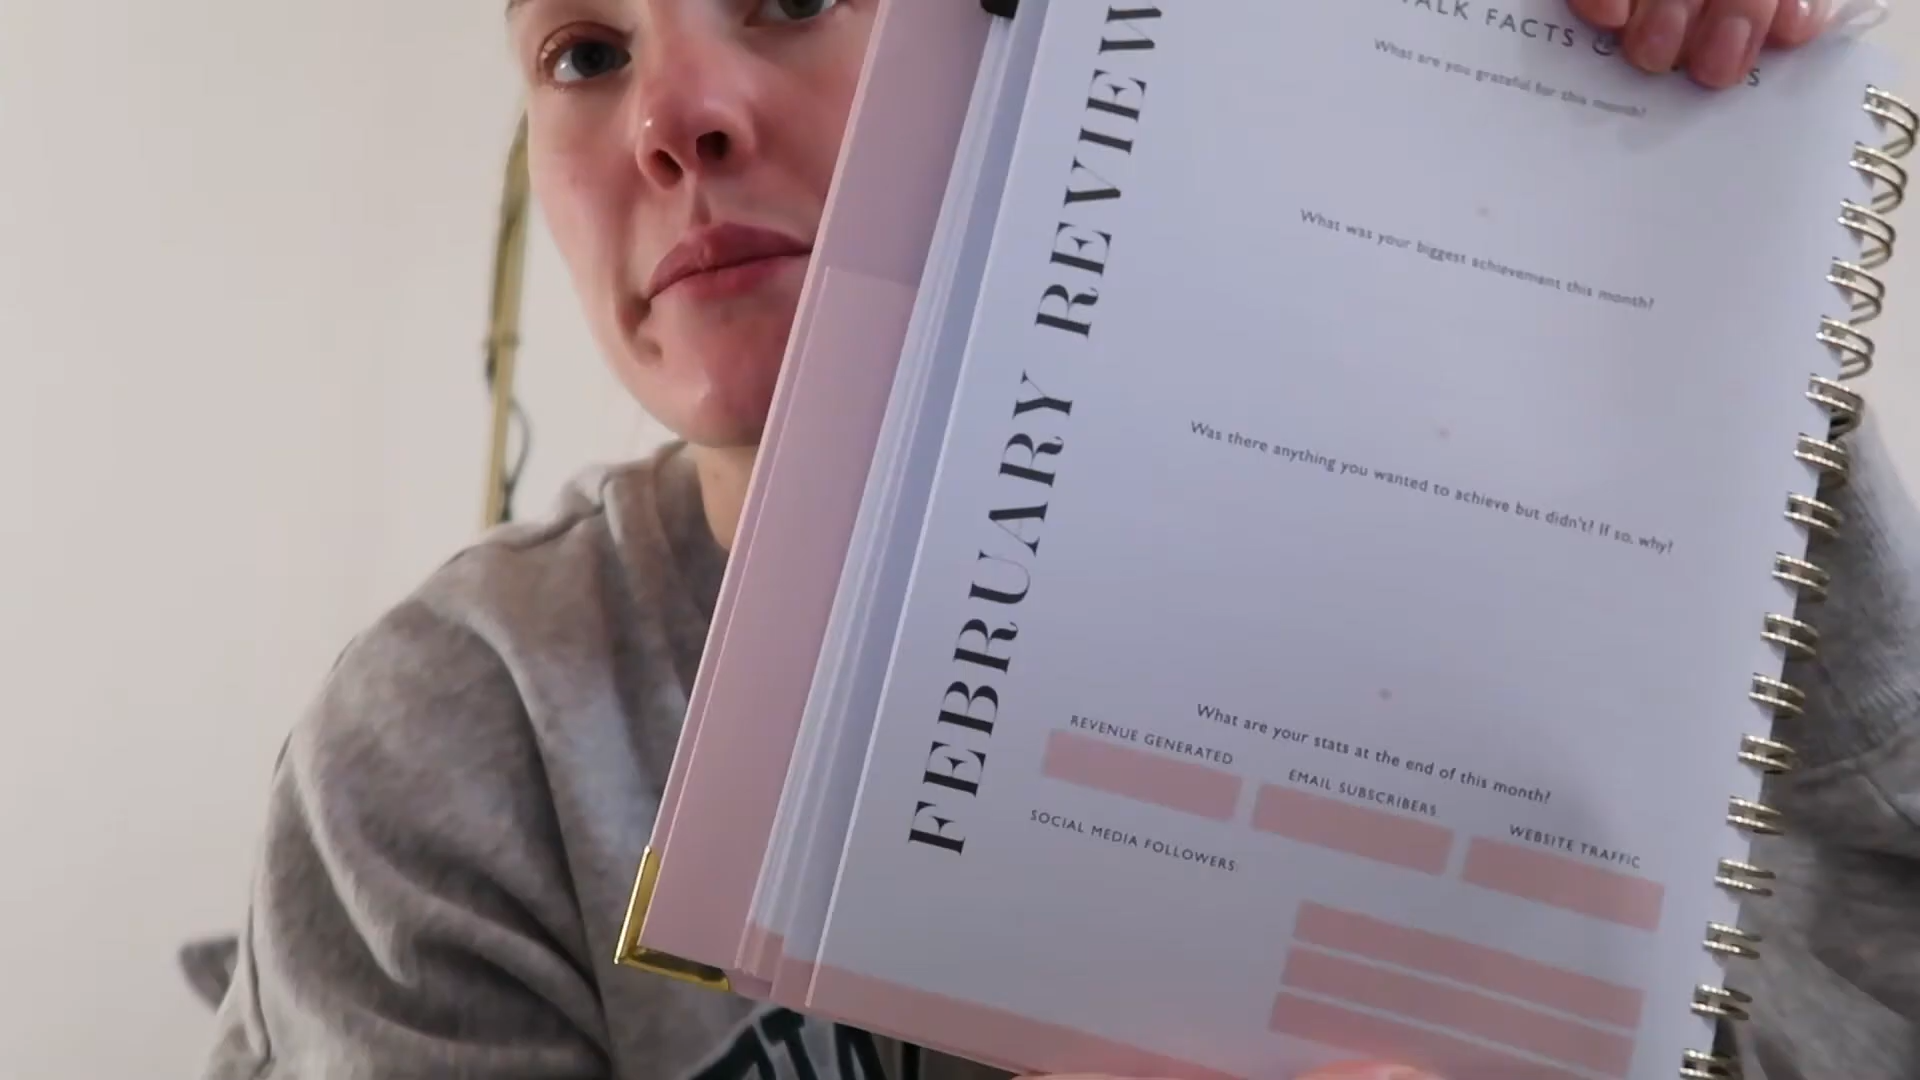 FEBRUARY REVIEW
TALK FACTS &
What are you grateful for this month?
What was your biggest achievement this month?
Was there anything you wanted to achieve but didn't? If so, why?
What are your stats at the end of this month?
REVENUE GENERATED
EMAIL SUBSCRIBERS
WEBSITE TRAFFIC
SOCIAL MEDIA FOLLOWERS: